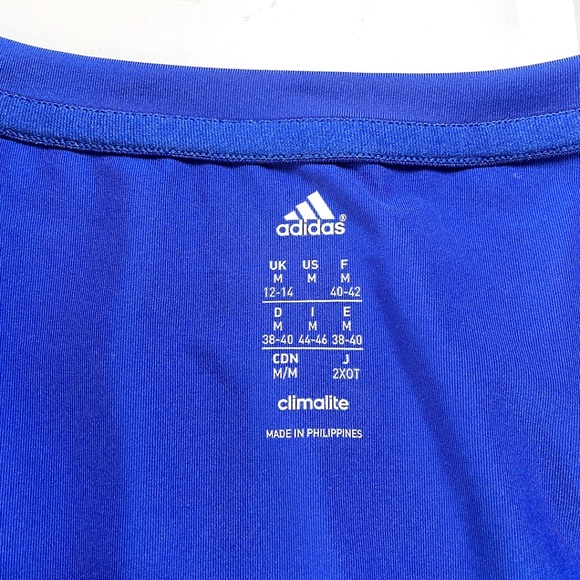 adidas®
UK US F
M M M
12-14 40-42
D I E
M M M
38-40 44-46 38-40
CDN J
M/M 2XOT
climalite
MADE IN PHILIPPINES